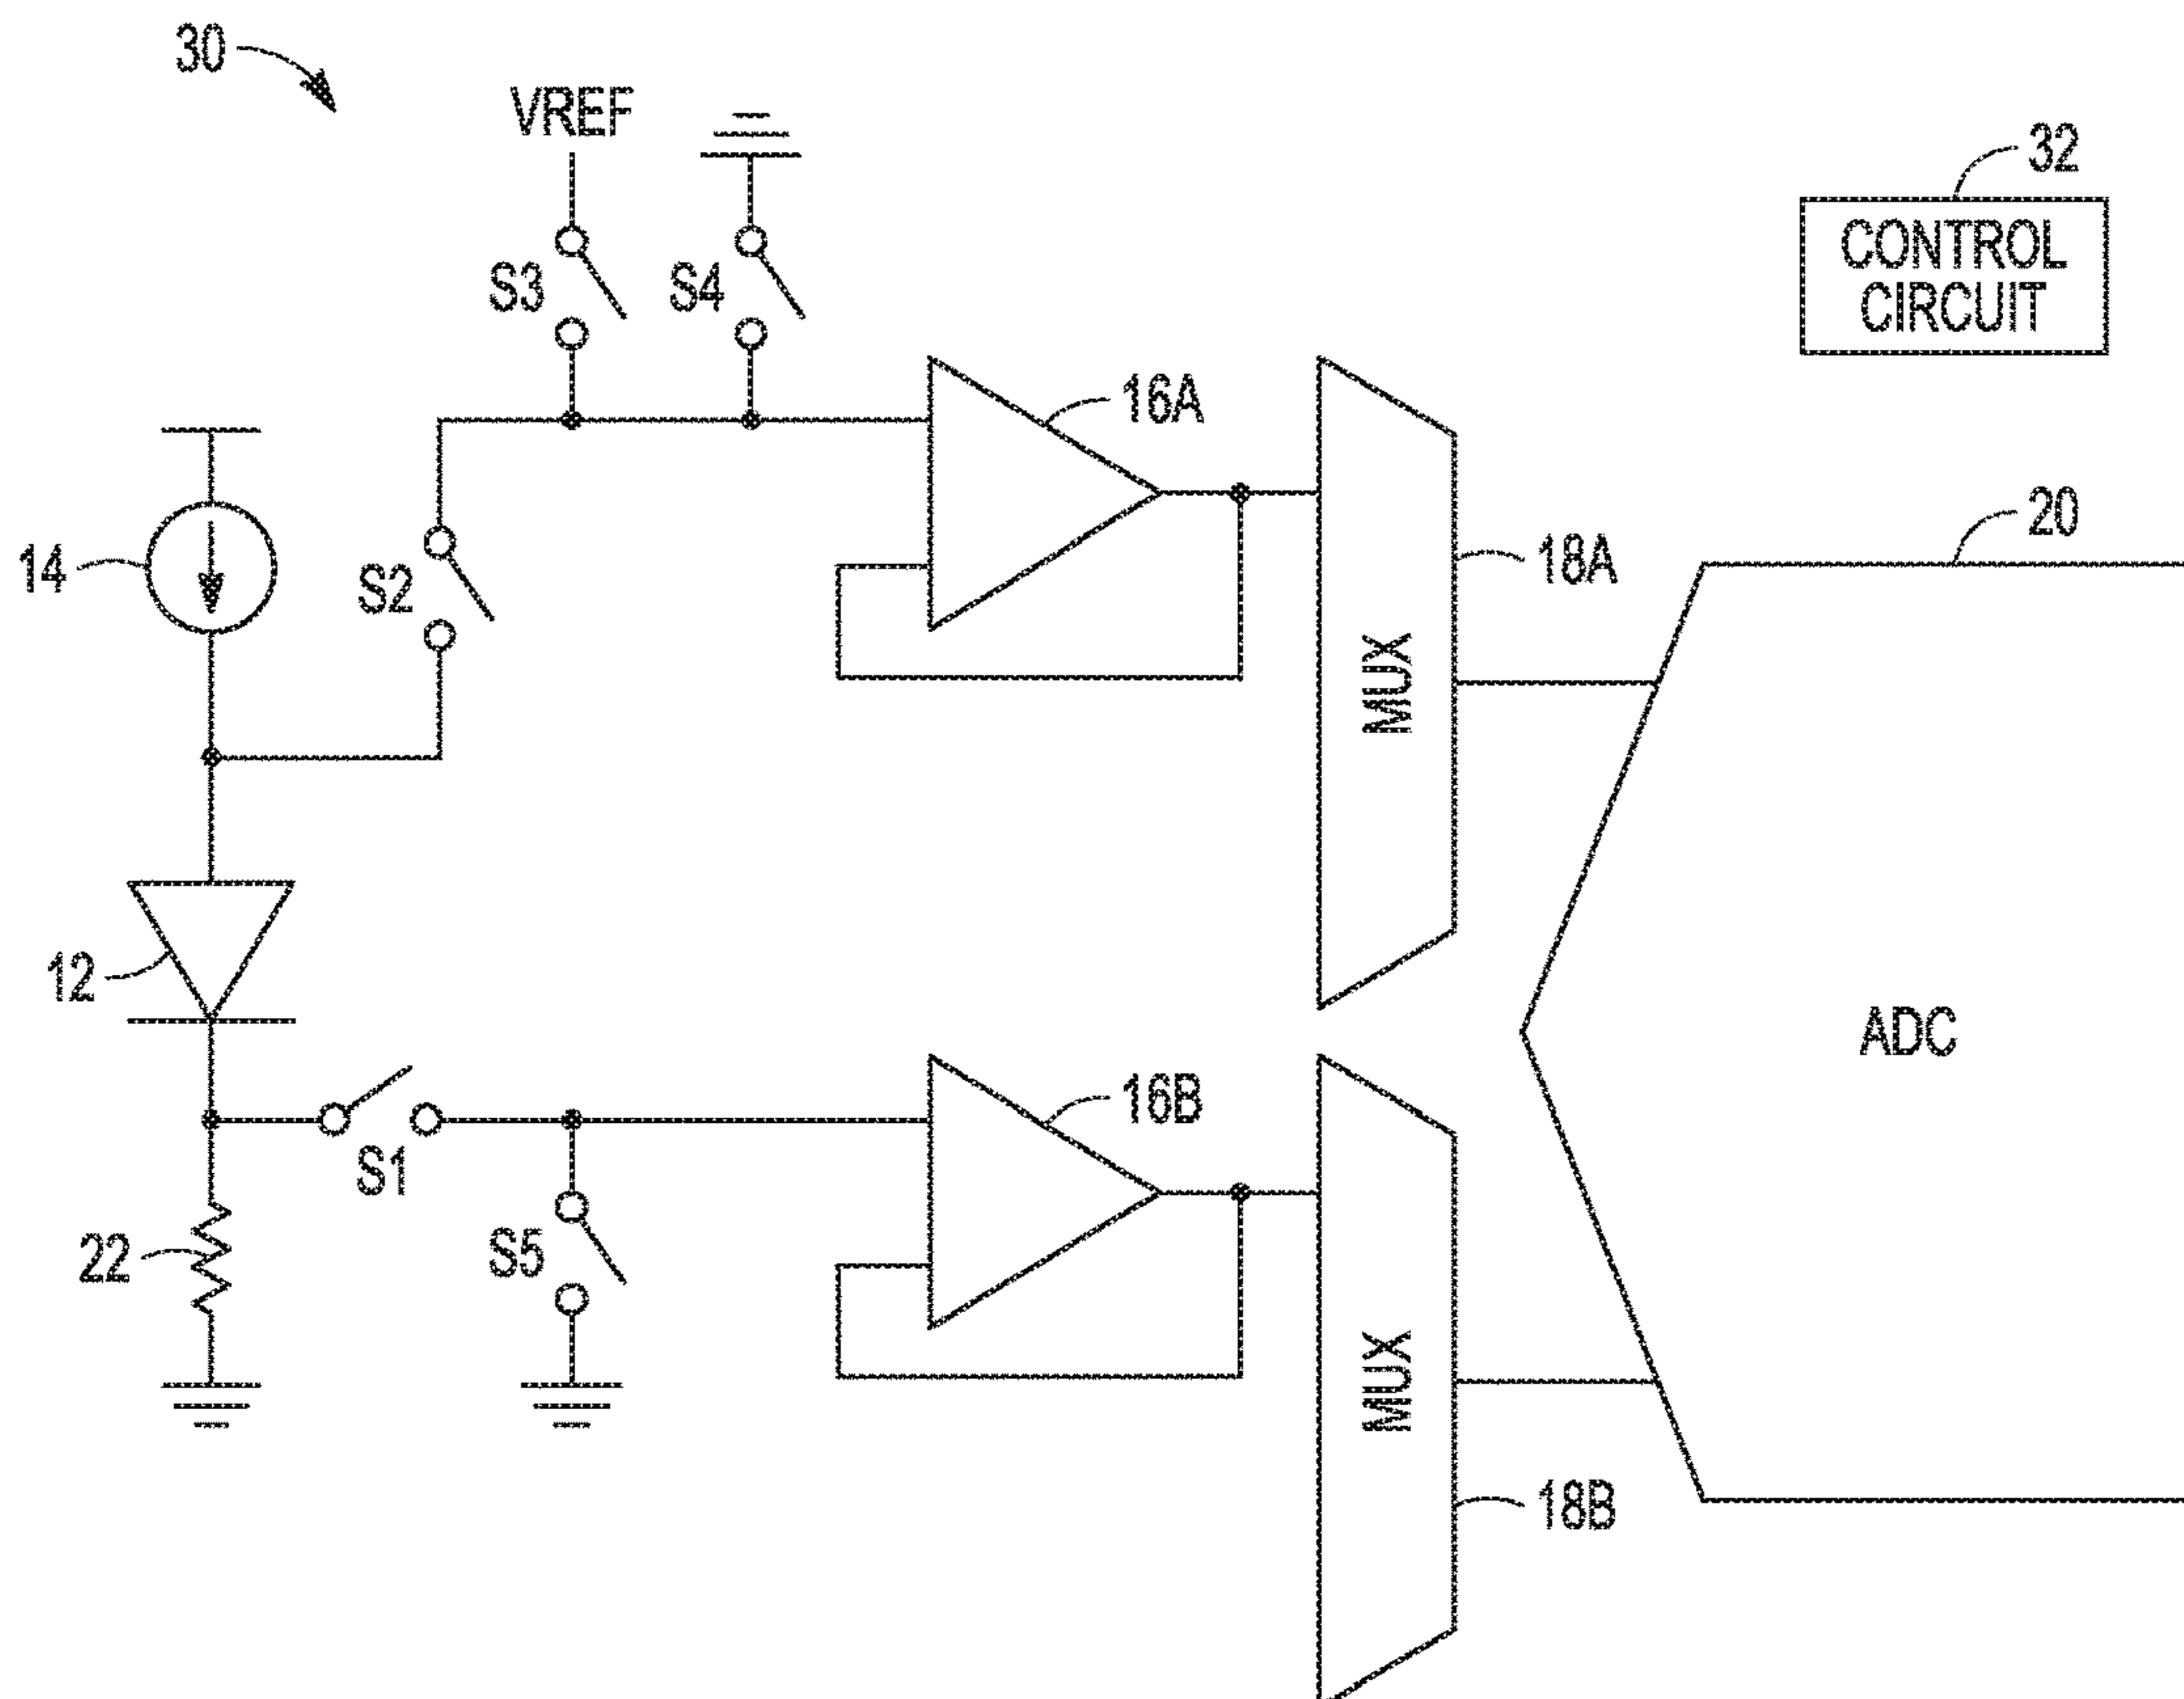 30
VREF
32
CONTROL
CIRCUIT
S3
S4
16A
20
14
S2
18A
MUX
12
ADC
16B
S1
22
S5
MUX
18B